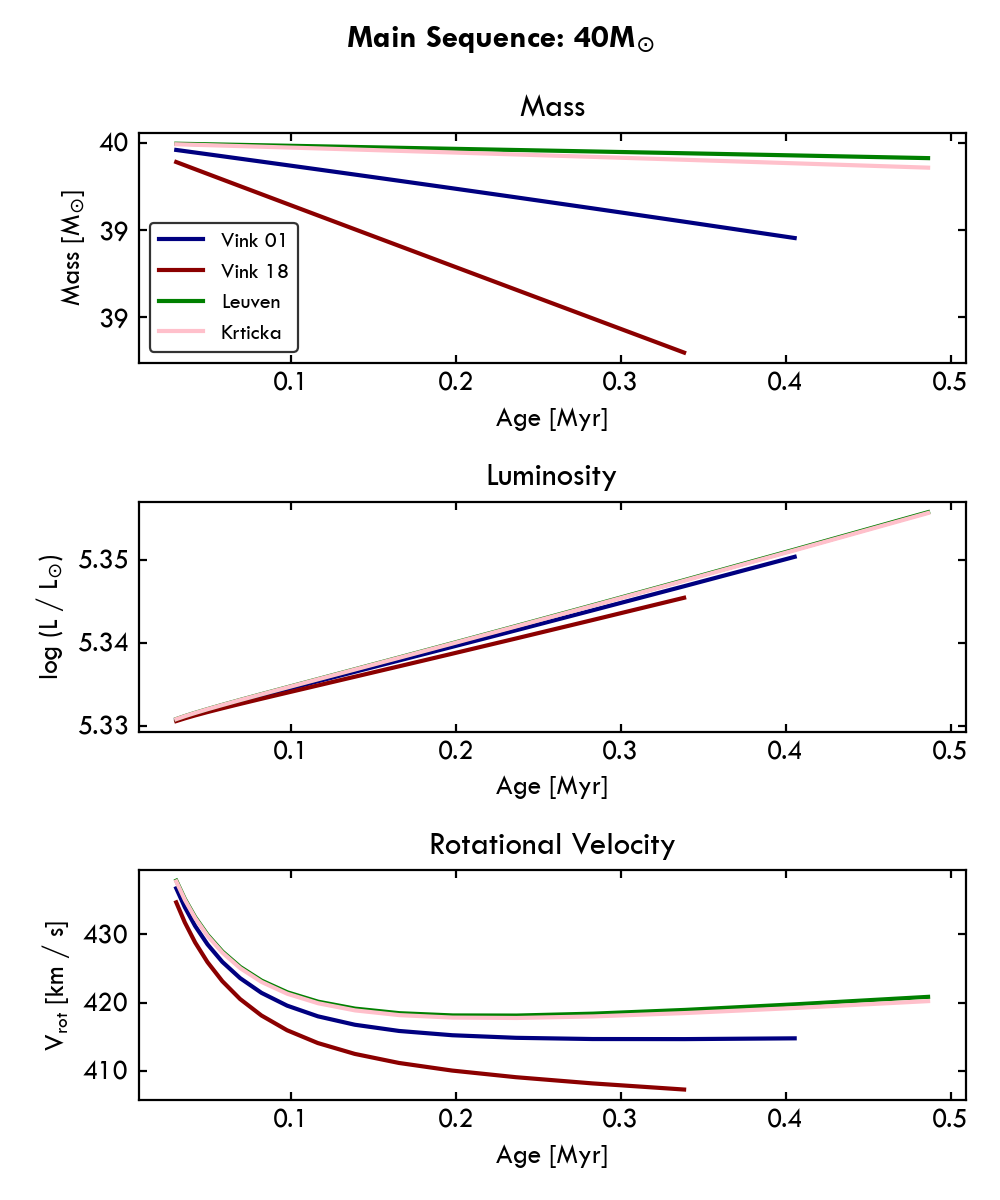 Main Sequence: 40M☉
Mass
Mass [M☉]
40
39
39
Vink 01
Vink 18
Leuven
Krticka
0.1 0.2 0.3 0.4 0.5
Age [Myr]
Luminosity
log (L / L☉)
5.35
5.34
5.33
0.1 0.2 0.3 0.4 0.5
Age [Myr]
Rotational Velocity
Vrot [km / s]
430
420
410
0.1 0.2 0.3 0.4 0.5
Age [Myr]